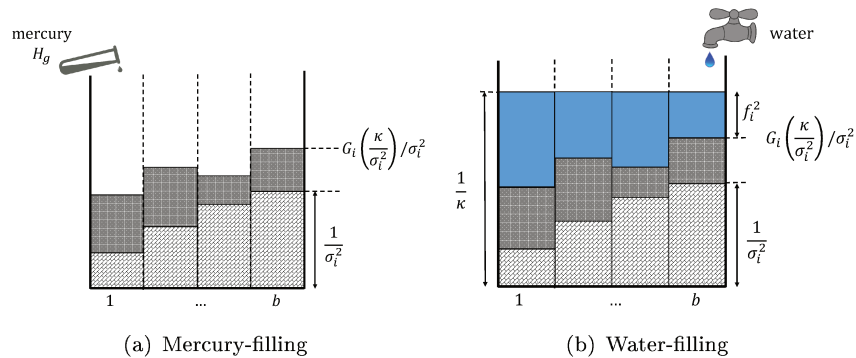 mercury
H_g
G_i(κ/σ_i^2)/σ_i^2
1/σ_i^2
1 ... b
(a) Mercury-filling
water
f_i^2
G_i(κ/σ_i^2)/σ_i^2
1/κ
1/σ_i^2
1 ... b
(b) Water-filling